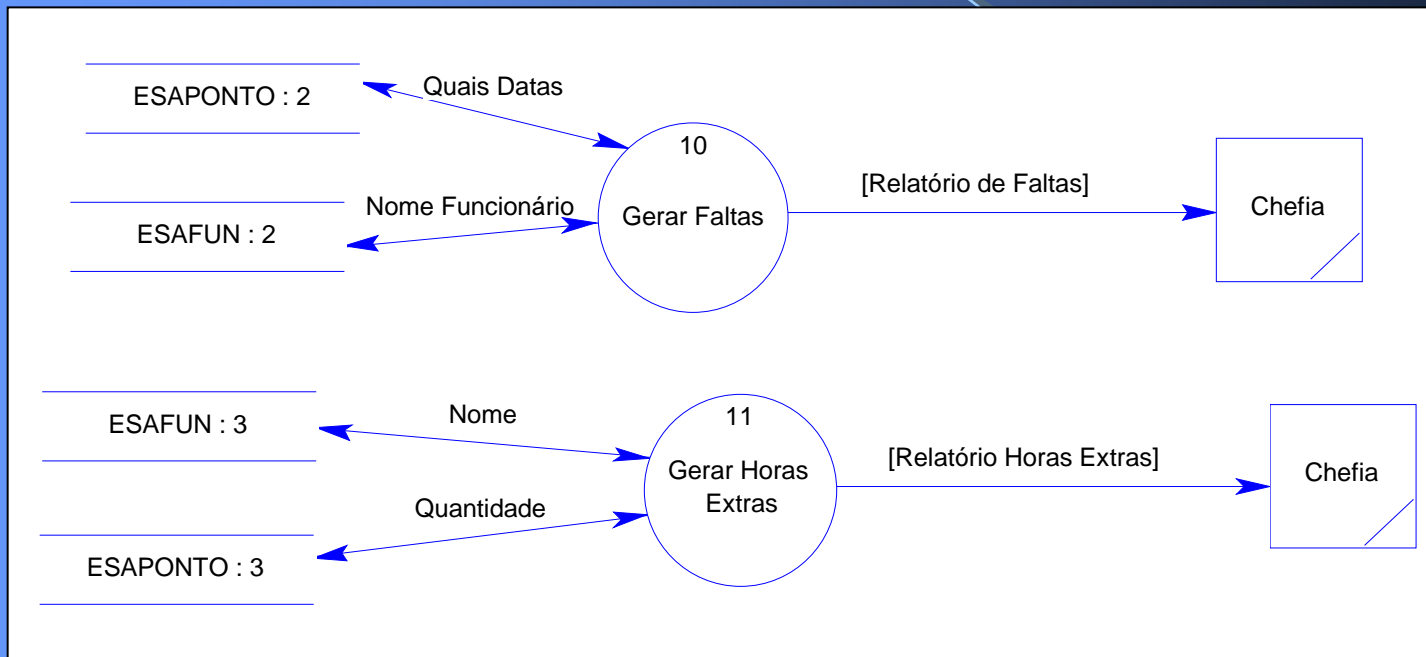 ESAPONTO : 2
Quais Datas
10
Gerar Faltas
[Relatório de Faltas]
Chefia
Nome Funcionário
ESAFUN : 2
ESAFUN : 3
Nome
11
Gerar Horas
Extras
[Relatório Horas Extras]
Chefia
Quantidade
ESAPONTO : 3